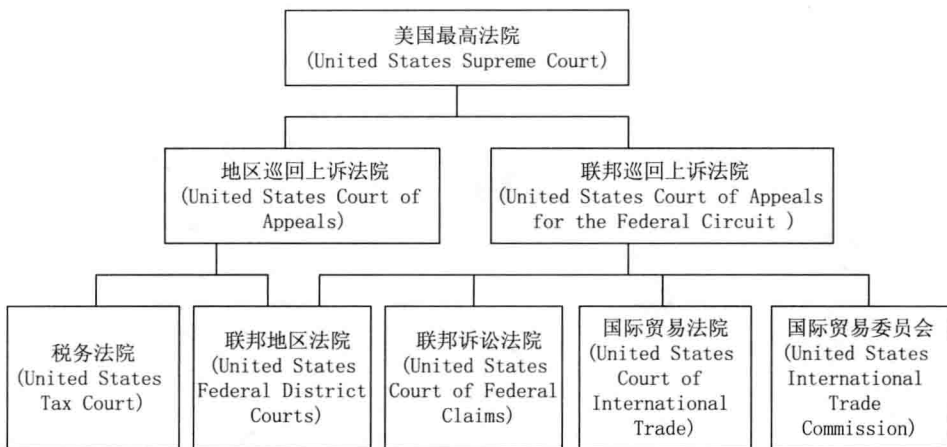 美国最高法院
(United States Supreme Court)
地区巡回上诉法院
(United States Court of
Appeals)
联邦巡回上诉法院
(United States Court of Appeals
for the Federal Circuit )
税务法院
(United States
Tax Court)
联邦地区法院
(United States
Federal District
Courts)
联邦诉讼法院
(United States
Court of Federal
Claims)
国际贸易法院
(United States
Court of
International
Trade)
国际贸易委员会
(United States
International
Trade
Commission)